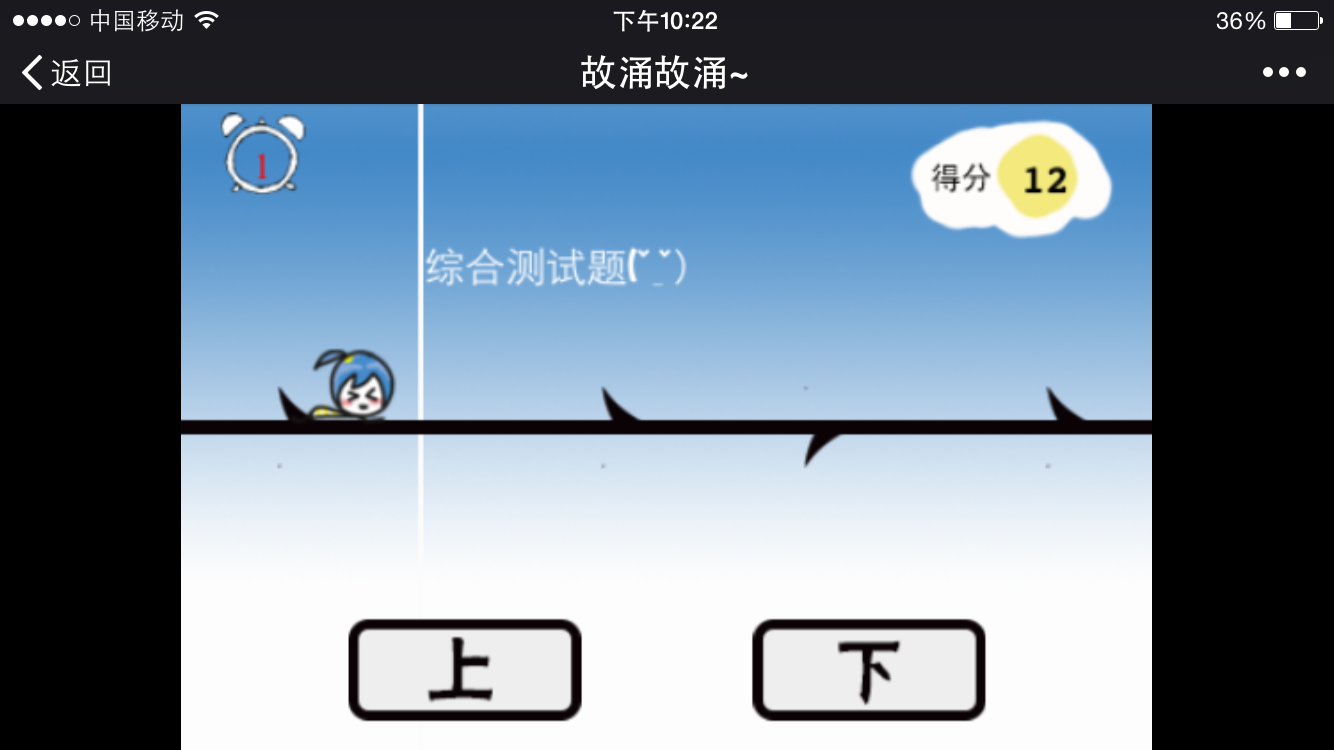 中国移动 下午10:22 36%
返回 故涌故涌~
1
得分 12
综合测试题(ˇ_ˇ)
上 下